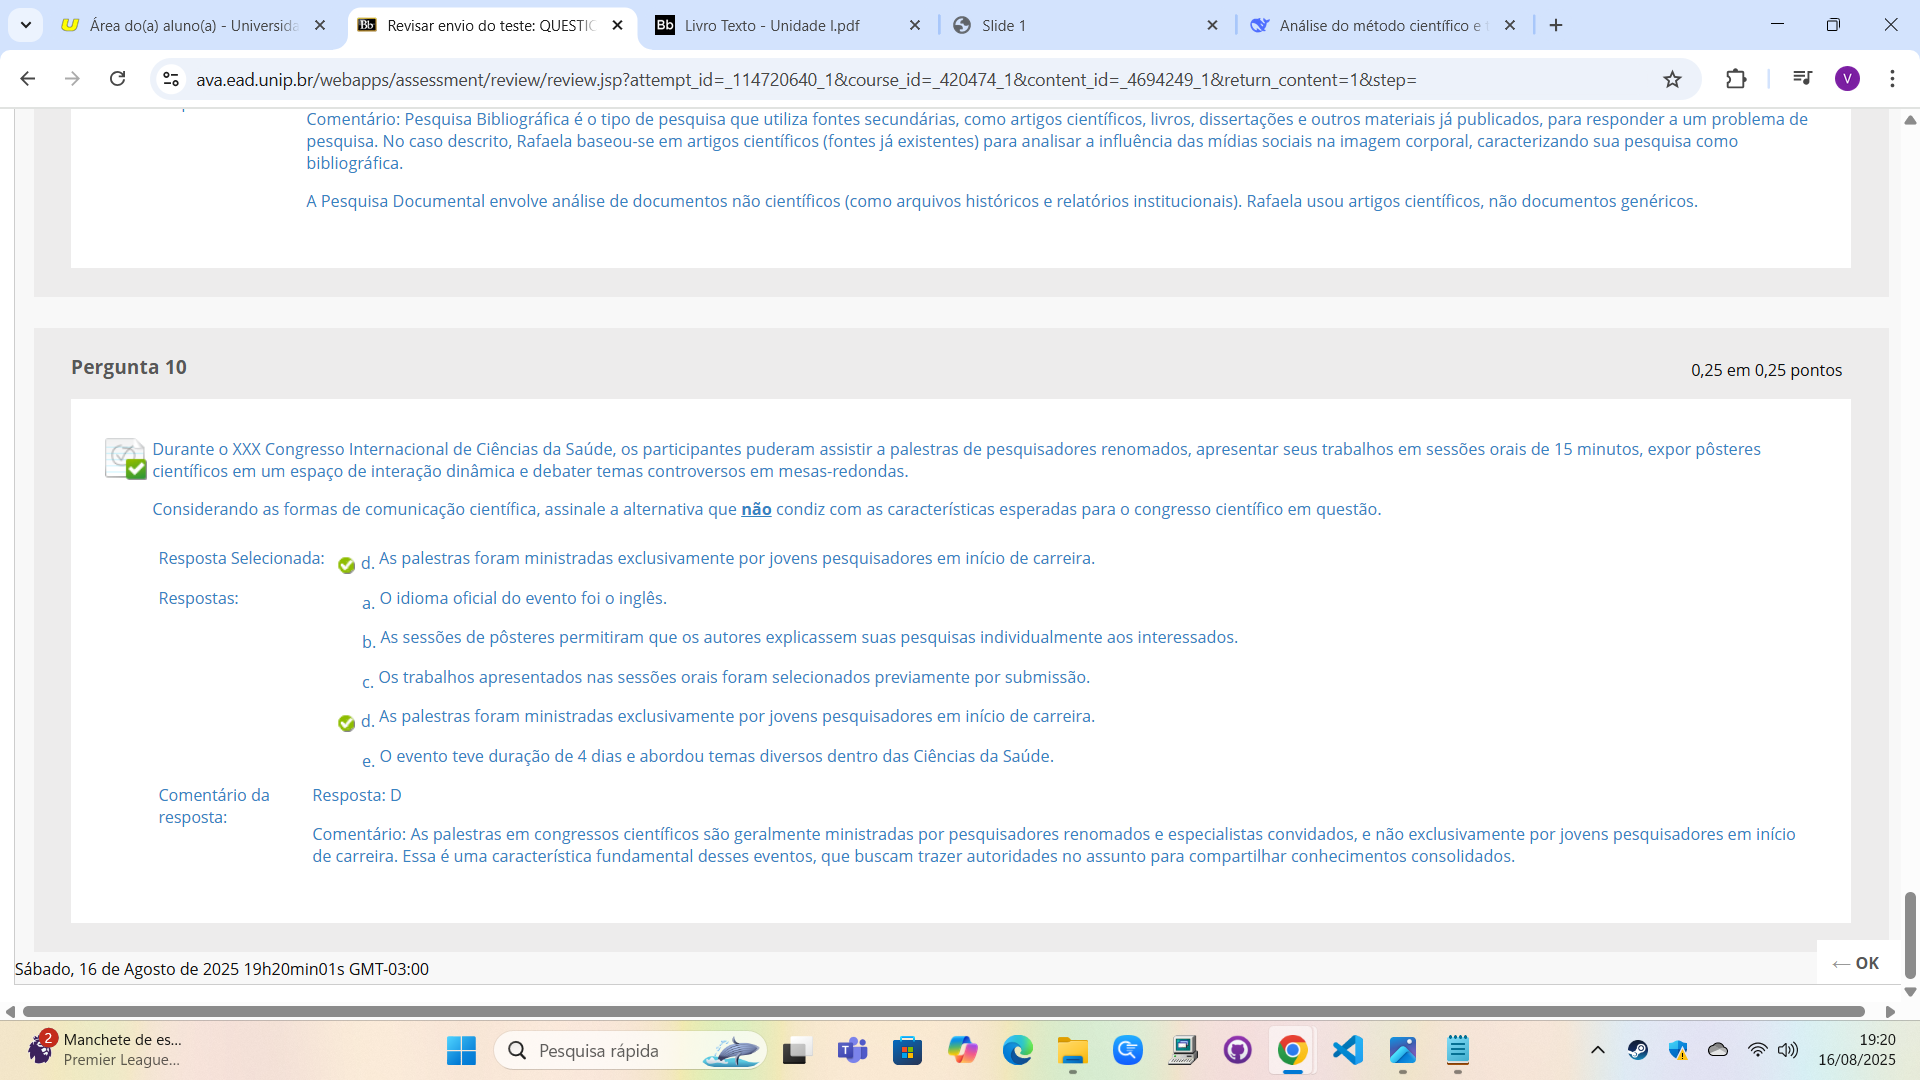 Área do(a) aluno(a) - Universida
Revisar envio do teste: QUESTIC
Livro Texto - Unidade I.pdf
Slide 1
Análise do método científico e
ava.ead.unip.br/webapps/assessment/review/review.jsp?attempt_id=_114720640_1&course_id=_420474_1&content_id=_4694249_1&return_content=1&step=
V
Comentário: Pesquisa Bibliográfica é o tipo de pesquisa que utiliza fontes secundárias, como artigos científicos, livros, dissertações e outros materiais já publicados, para responder a um problema de
pesquisa. No caso descrito, Rafaela baseou-se em artigos científicos (fontes já existentes) para analisar a influência das mídias sociais na imagem corporal, caracterizando sua pesquisa como
bibliográfica.
A Pesquisa Documental envolve análise de documentos não científicos (como arquivos históricos e relatórios institucionais). Rafaela usou artigos científicos, não documentos genéricos.
Pergunta 10
0,25 em 0,25 pontos
Durante o XXX Congresso Internacional de Ciências da Saúde, os participantes puderam assistir a palestras de pesquisadores renomados, apresentar seus trabalhos em sessões orais de 15 minutos, expor pôsteres
científicos em um espaço de interação dinâmica e debater temas controversos em mesas-redondas.
Considerando as formas de comunicação científica, assinale a alternativa que não condiz com as características esperadas para o congresso científico em questão.
Resposta Selecionada: d. As palestras foram ministradas exclusivamente por jovens pesquisadores em início de carreira.
Respostas: a. O idioma oficial do evento foi o inglês.
b. As sessões de pôsteres permitiram que os autores explicassem suas pesquisas individualmente aos interessados.
c. Os trabalhos apresentados nas sessões orais foram selecionados previamente por submissão.
d. As palestras foram ministradas exclusivamente por jovens pesquisadores em início de carreira.
e. O evento teve duração de 4 dias e abordou temas diversos dentro das Ciências da Saúde.
Comentário da
resposta:
Resposta: D
Comentário: As palestras em congressos científicos são geralmente ministradas por pesquisadores renomados e especialistas convidados, e não exclusivamente por jovens pesquisadores em início
de carreira. Essa é uma característica fundamental desses eventos, que buscam trazer autoridades no assunto para compartilhar conhecimentos consolidados.
Sábado, 16 de Agosto de 2025 19h20min01s GMT-03:00
← OK
2
Manchete de es...
Premier League...
Pesquisa rápida
19:20
16/08/2025